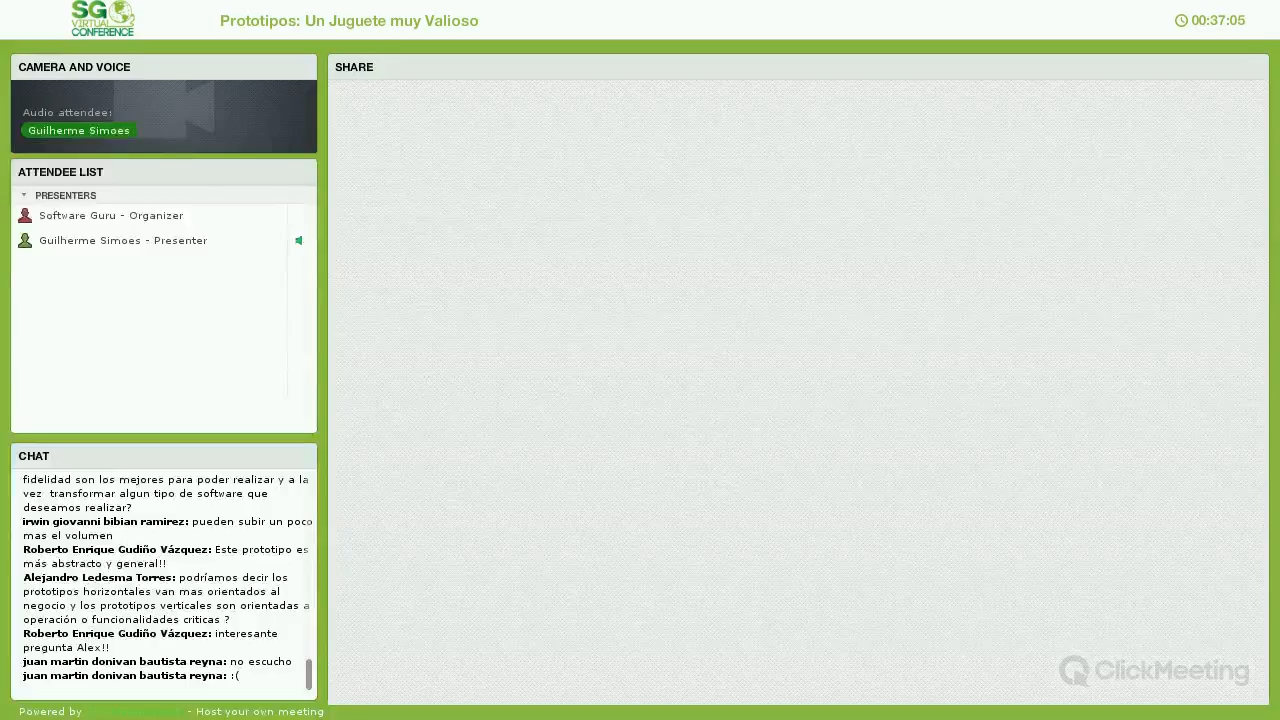 SG
VIRTUAL
CONFERENCE
Prototipos: Un Juguete muy Valioso
00:37:05
CAMERA AND VOICE
Audio attendee:
Guilherme Simoes
ATTENDEE LIST
PRESENTERS
Software Guru - Organizer
Guilherme Simoes - Presenter
CHAT
fidelidad son los mejores para poder realizar y a la
vez transformar algun tipo de software que
deseamos realizar?
irwin giovanni bibian ramirez: pueden subir un poco
mas el volumen
Roberto Enrique Gudiño Vázquez: Este prototipo es
más abstracto y general!!
Alejandro Ledesma Torres: podríamos decir los
prototipos horizontales van mas orientados al
negocio y los prototipos verticales son orientadas a
operación o funcionalidades criticas ?
Roberto Enrique Gudiño Vázquez: interesante
pregunta Alex!!
juan martin donivan bautista reyna: no escucho
juan martin donivan bautista reyna: :(
Powered by - Host your own meeting
SHARE
ClickMeeting